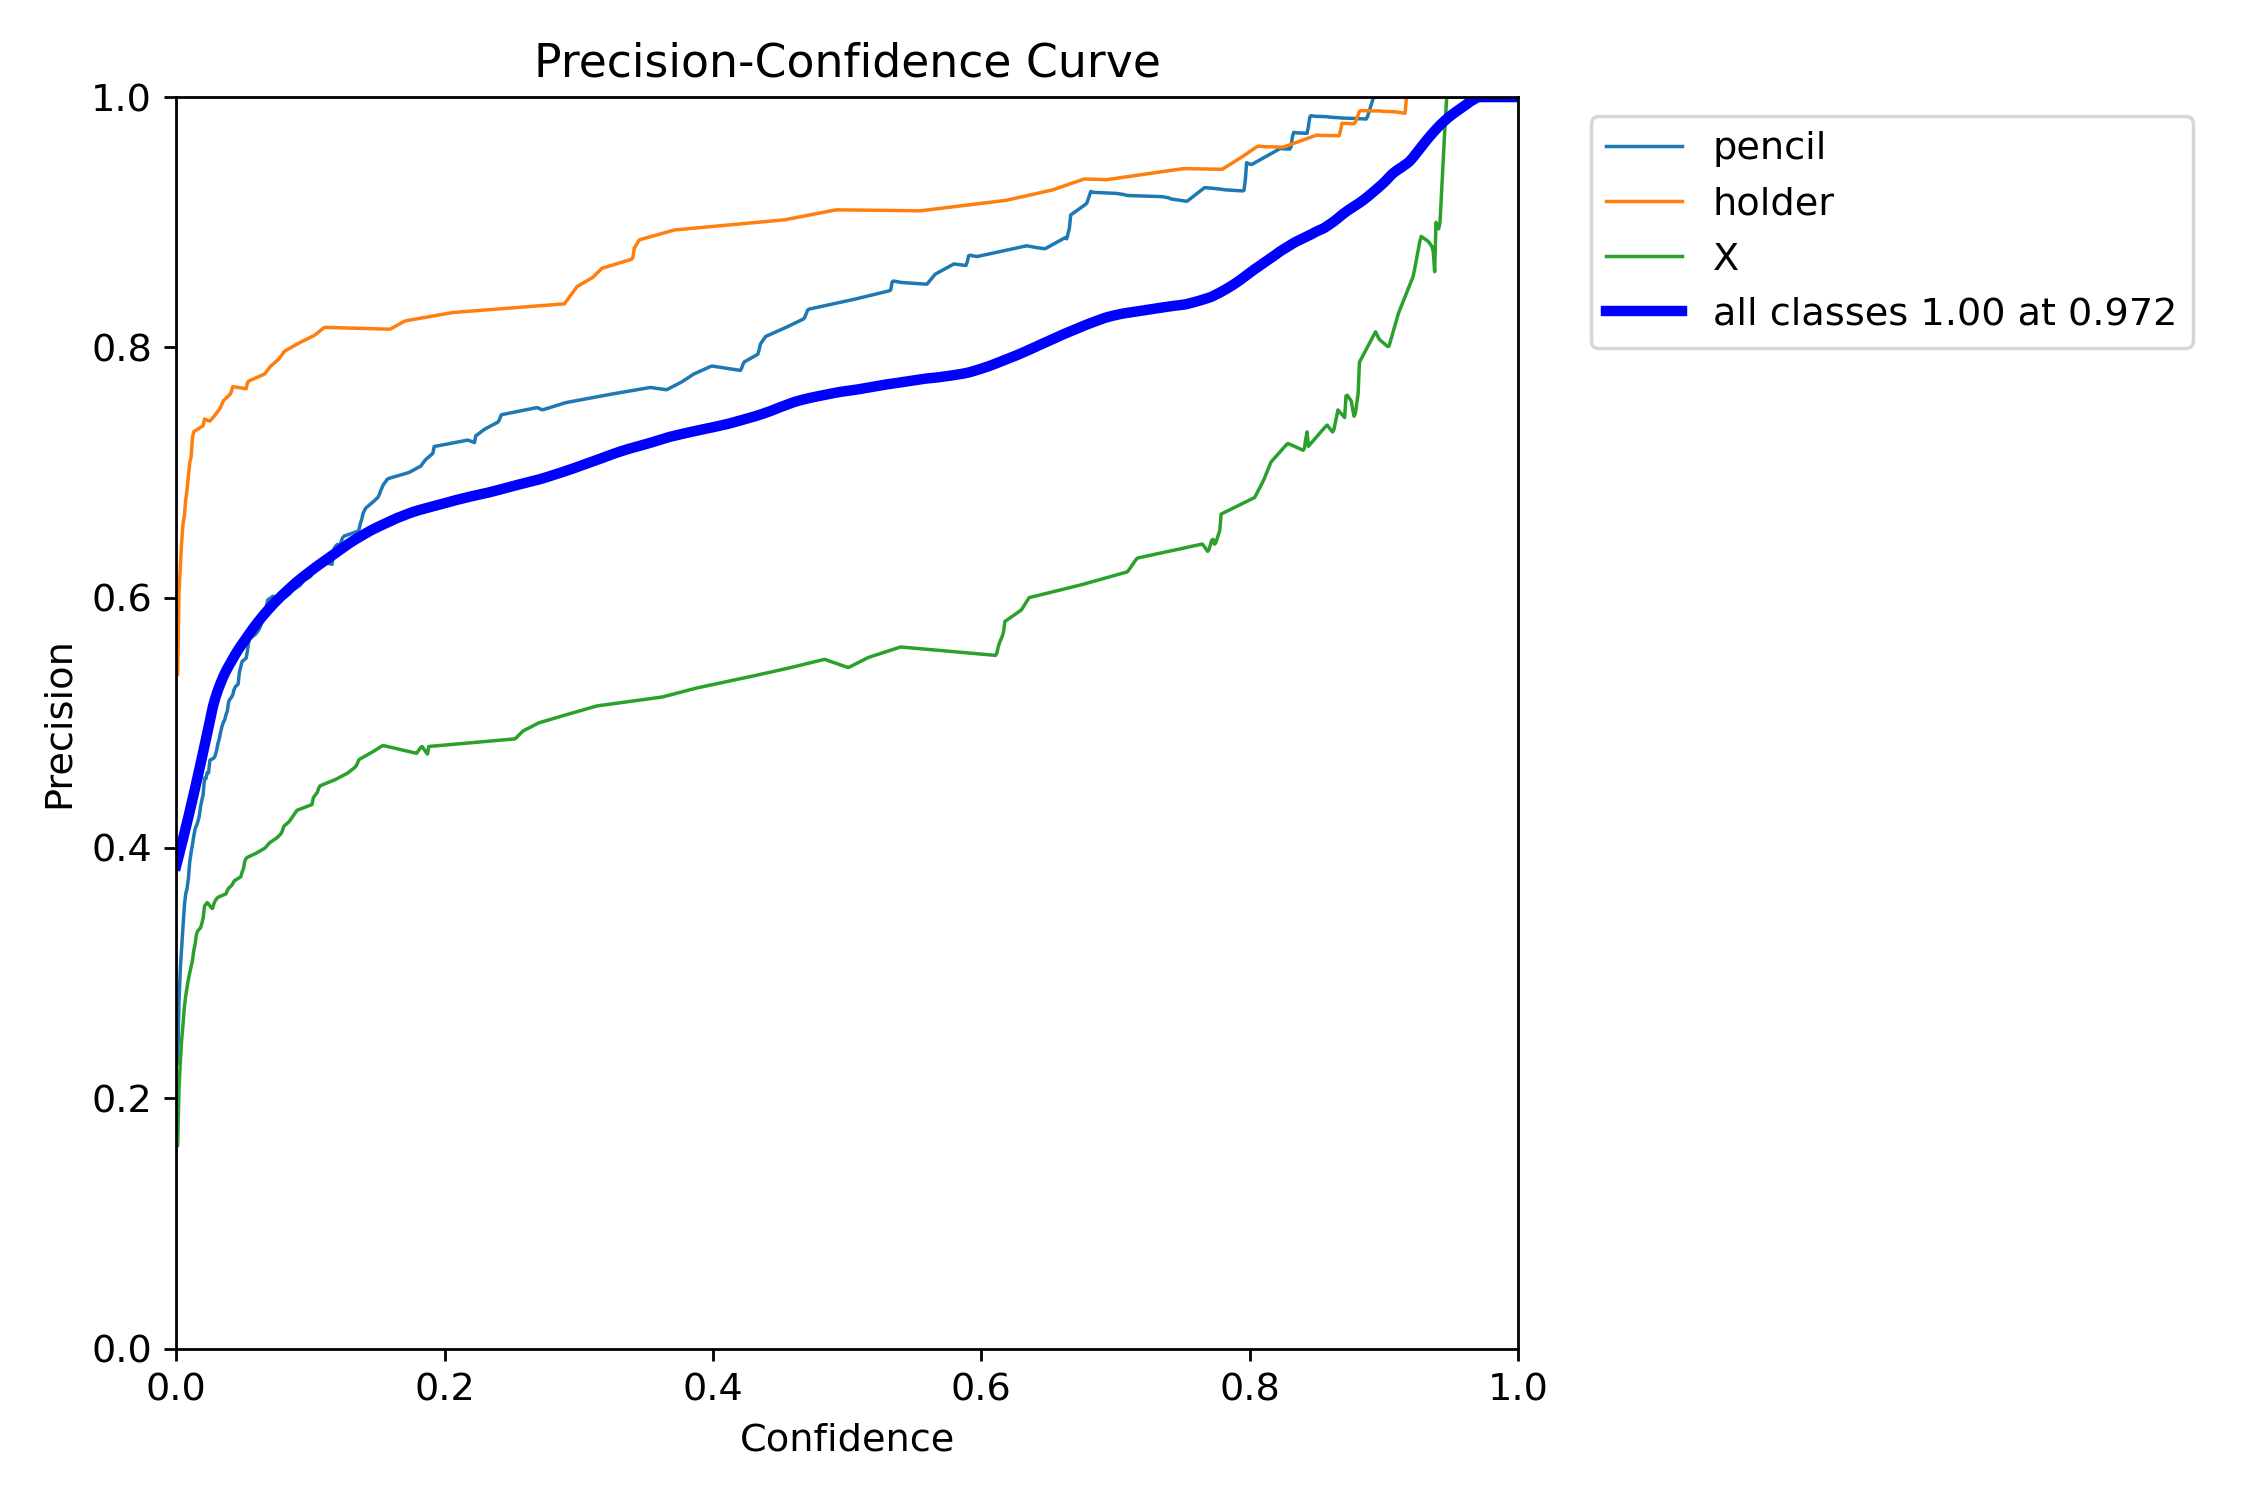 Precision-Confidence Curve
1.0
0.8
0.6
0.4
0.2
0.0
Precision
0.0 0.2 0.4 0.6 0.8 1.0
Confidence
pencil
holder
X
all classes 1.00 at 0.972